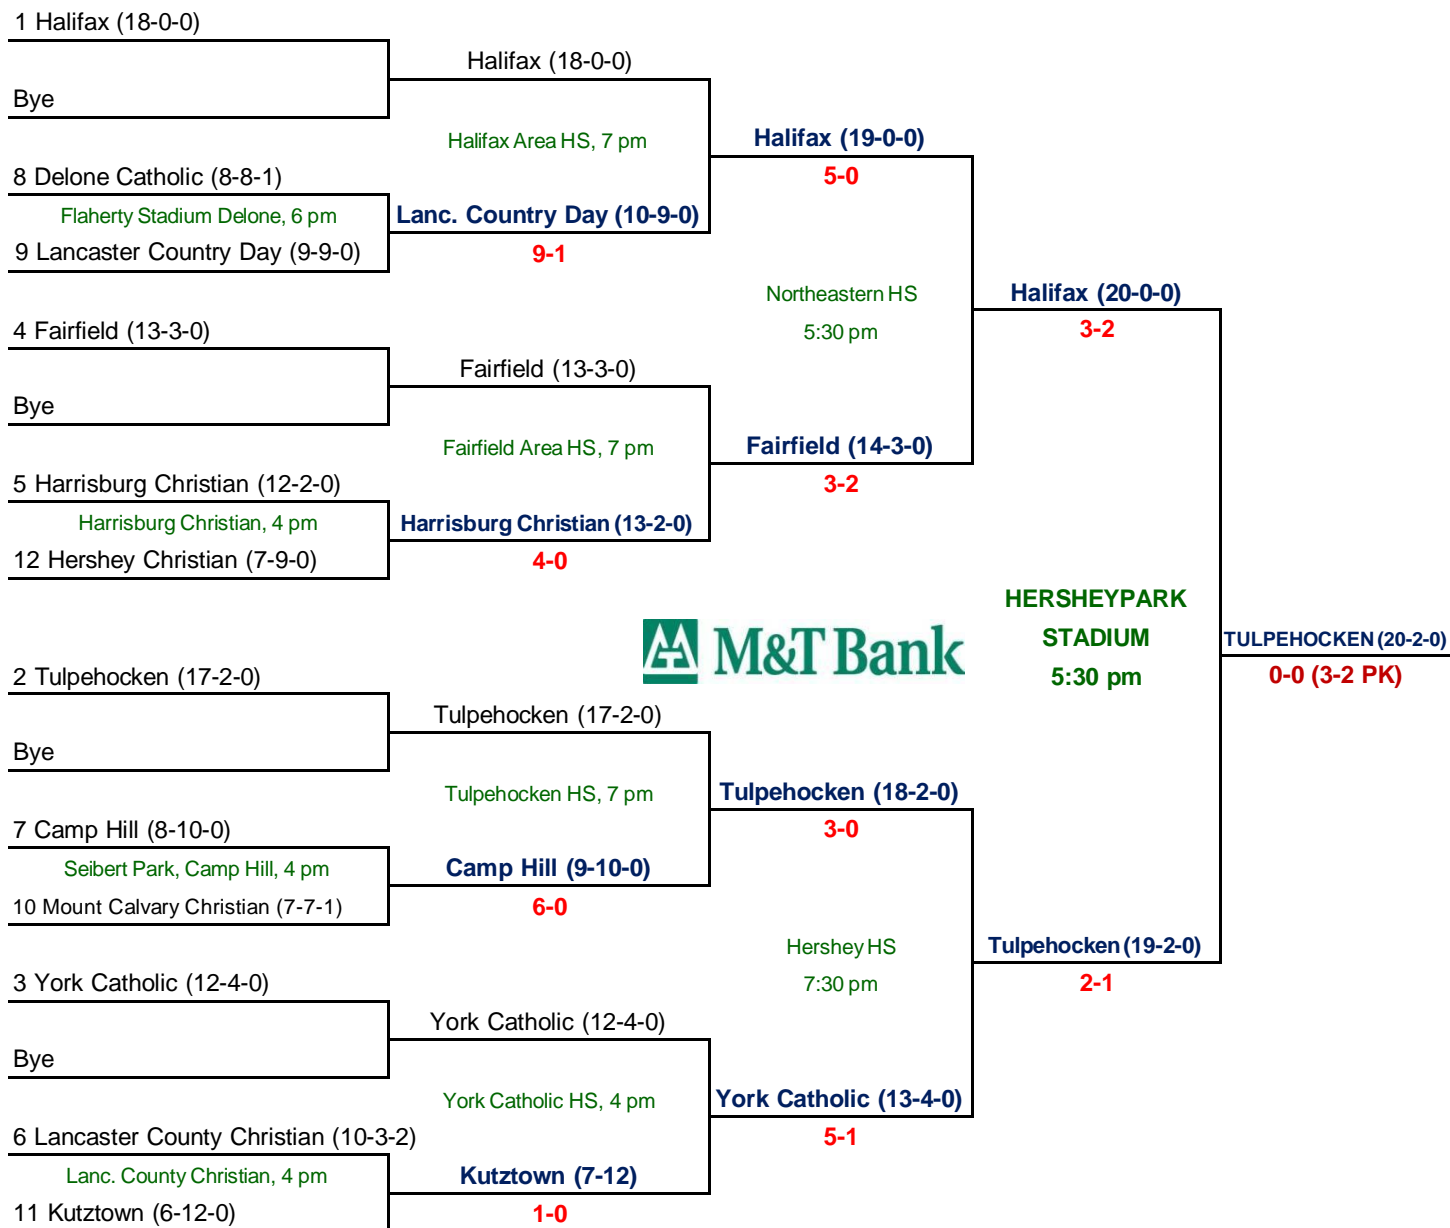 1 Halifax (18-0-0)
Bye
8 Delone Catholic (8-8-1)
Flaherty Stadium Delone, 6 pm
9 Lancaster Country Day (9-9-0)
4 Fairfield (13-3-0)
Bye
5 Harrisburg Christian (12-2-0)
Harrisburg Christian, 4 pm
12 Hershey Christian (7-9-0)
2 Tulpehocken (17-2-0)
Bye
7 Camp Hill (8-10-0)
Seibert Park, Camp Hill, 4 pm
10 Mount Calvary Christian (7-7-1)
3 York Catholic (12-4-0)
Bye
6 Lancaster County Christian (10-3-2)
Lanc. County Christian, 4 pm
11 Kutztown (6-12-0)
Halifax (18-0-0)
Halifax Area HS, 7 pm
Lanc. Country Day (10-9-0)
9-1
Fairfield (13-3-0)
Fairfield Area HS, 7 pm
Harrisburg Christian (13-2-0)
4-0
Tulpehocken (17-2-0)
Tulpehocken HS, 7 pm
Camp Hill (9-10-0)
6-0
York Catholic (12-4-0)
York Catholic HS, 4 pm
Kutztown (7-12)
1-0
Halifax (19-0-0)
5-0
Northeastern HS
5:30 pm
Fairfield (14-3-0)
3-2
M&T Bank
Tulpehocken (18-2-0)
3-0
Hershey HS
7:30 pm
York Catholic (13-4-0)
5-1
Halifax (20-0-0)
3-2
HERSHEYPARK
STADIUM
5:30 pm
Tulpehocken (19-2-0)
2-1
TULPEHOCKEN (20-2-0)
0-0 (3-2 PK)